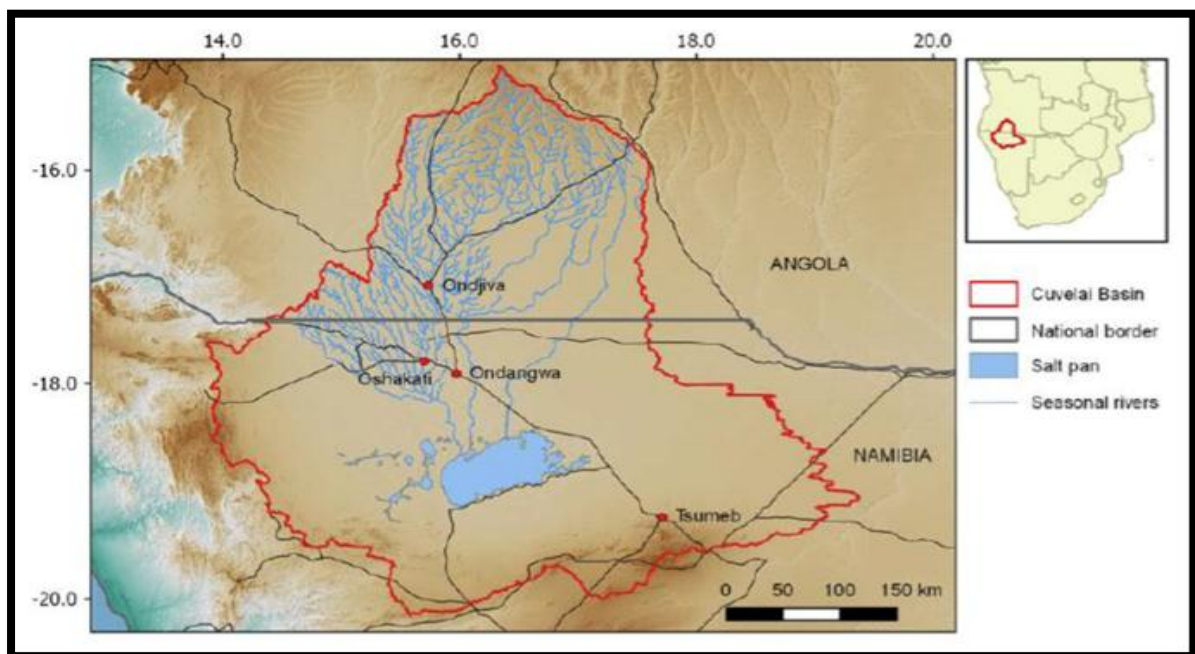 14.0 16.0 18.0 20.0
-16.0
-18.0
-20.0
ANGOLA
Ondjiva
Oshakati
Ondangwa
NAMIBIA
Tsumeb
0 50 100 150 km
Cuvelai Basin
National border
Salt pan
Seasonal rivers